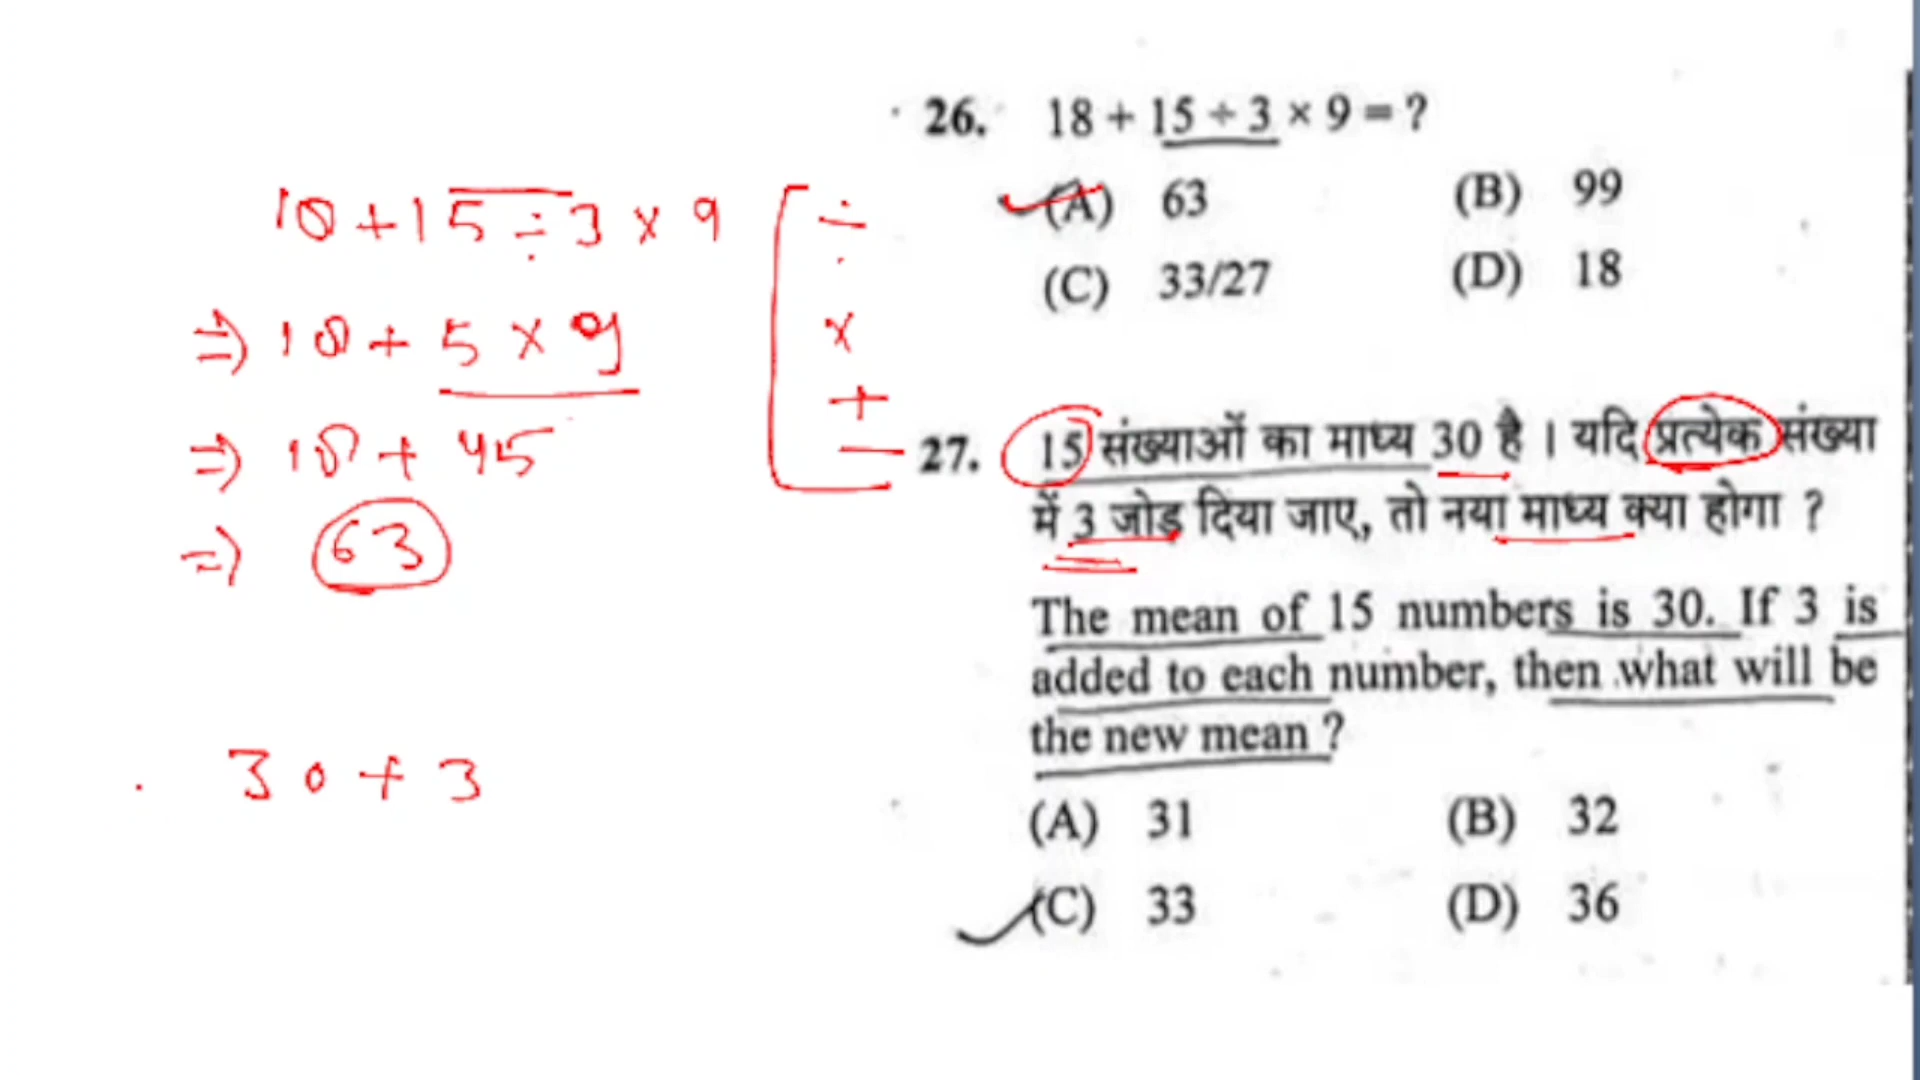 18 + 15 ÷ 3 × 9
⇒ 18 + 5 × 9
⇒ 18 + 45
⇒ 63
÷
×
+
−
30 + 3
26. 18 + 15 ÷ 3 × 9 = ?
(A) 63 (B) 99
(C) 33/27 (D) 18
27. 15 संख्याओं का माध्य 30 है । यदि प्रत्येक संख्या
में 3 जोड़ दिया जाए, तो नया माध्य क्या होगा ?
The mean of 15 numbers is 30. If 3 is
added to each number, then what will be
the new mean ?
(A) 31 (B) 32
(C) 33 (D) 36